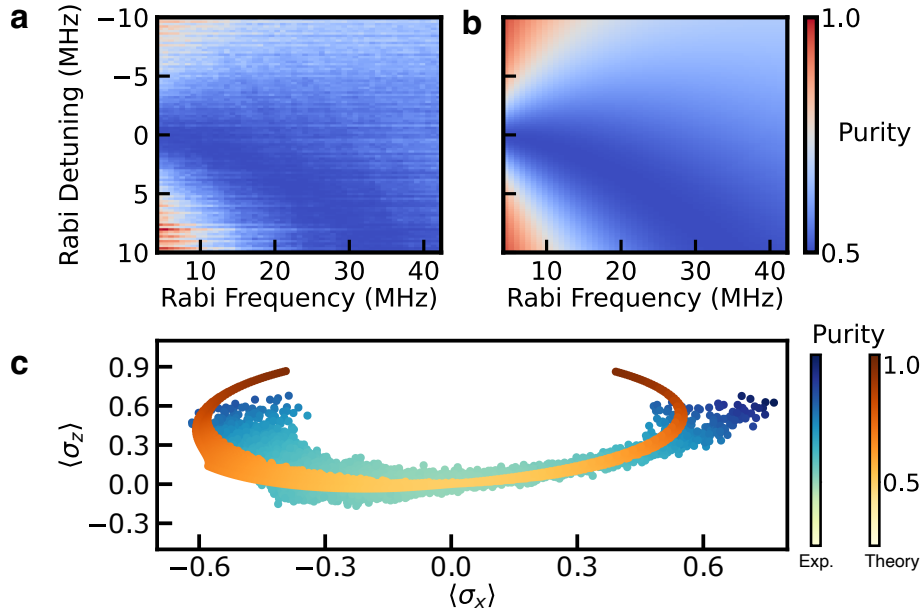 a
b
−10
−5
0
5
10
Rabi Detuning (MHz)
10 20 30 40
Rabi Frequency (MHz)
10 20 30 40
Rabi Frequency (MHz)
1.0
Purity
0.5
c
0.9
0.6
0.3
0.0
−0.3
⟨σz⟩
−0.6 −0.3 0.0 0.3 0.6
⟨σx⟩
Purity
1.0
0.5
Exp. Theory